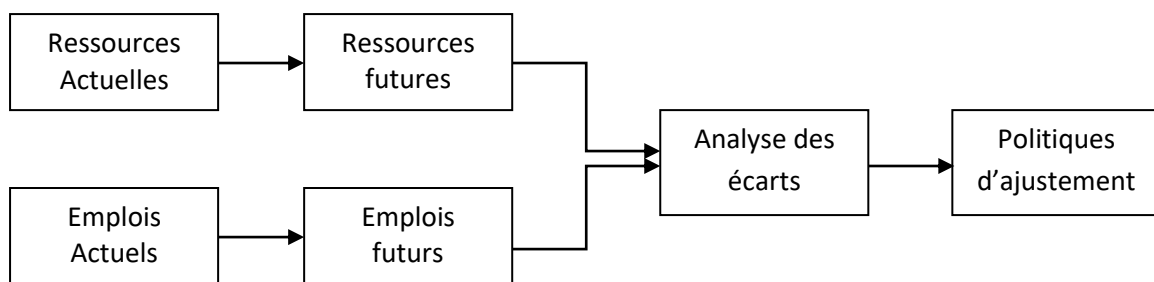 Ressources
Actuelles
Ressources
futures
Analyse des
écarts
Politiques
d’ajustement
Emplois
Actuels
Emplois
futurs